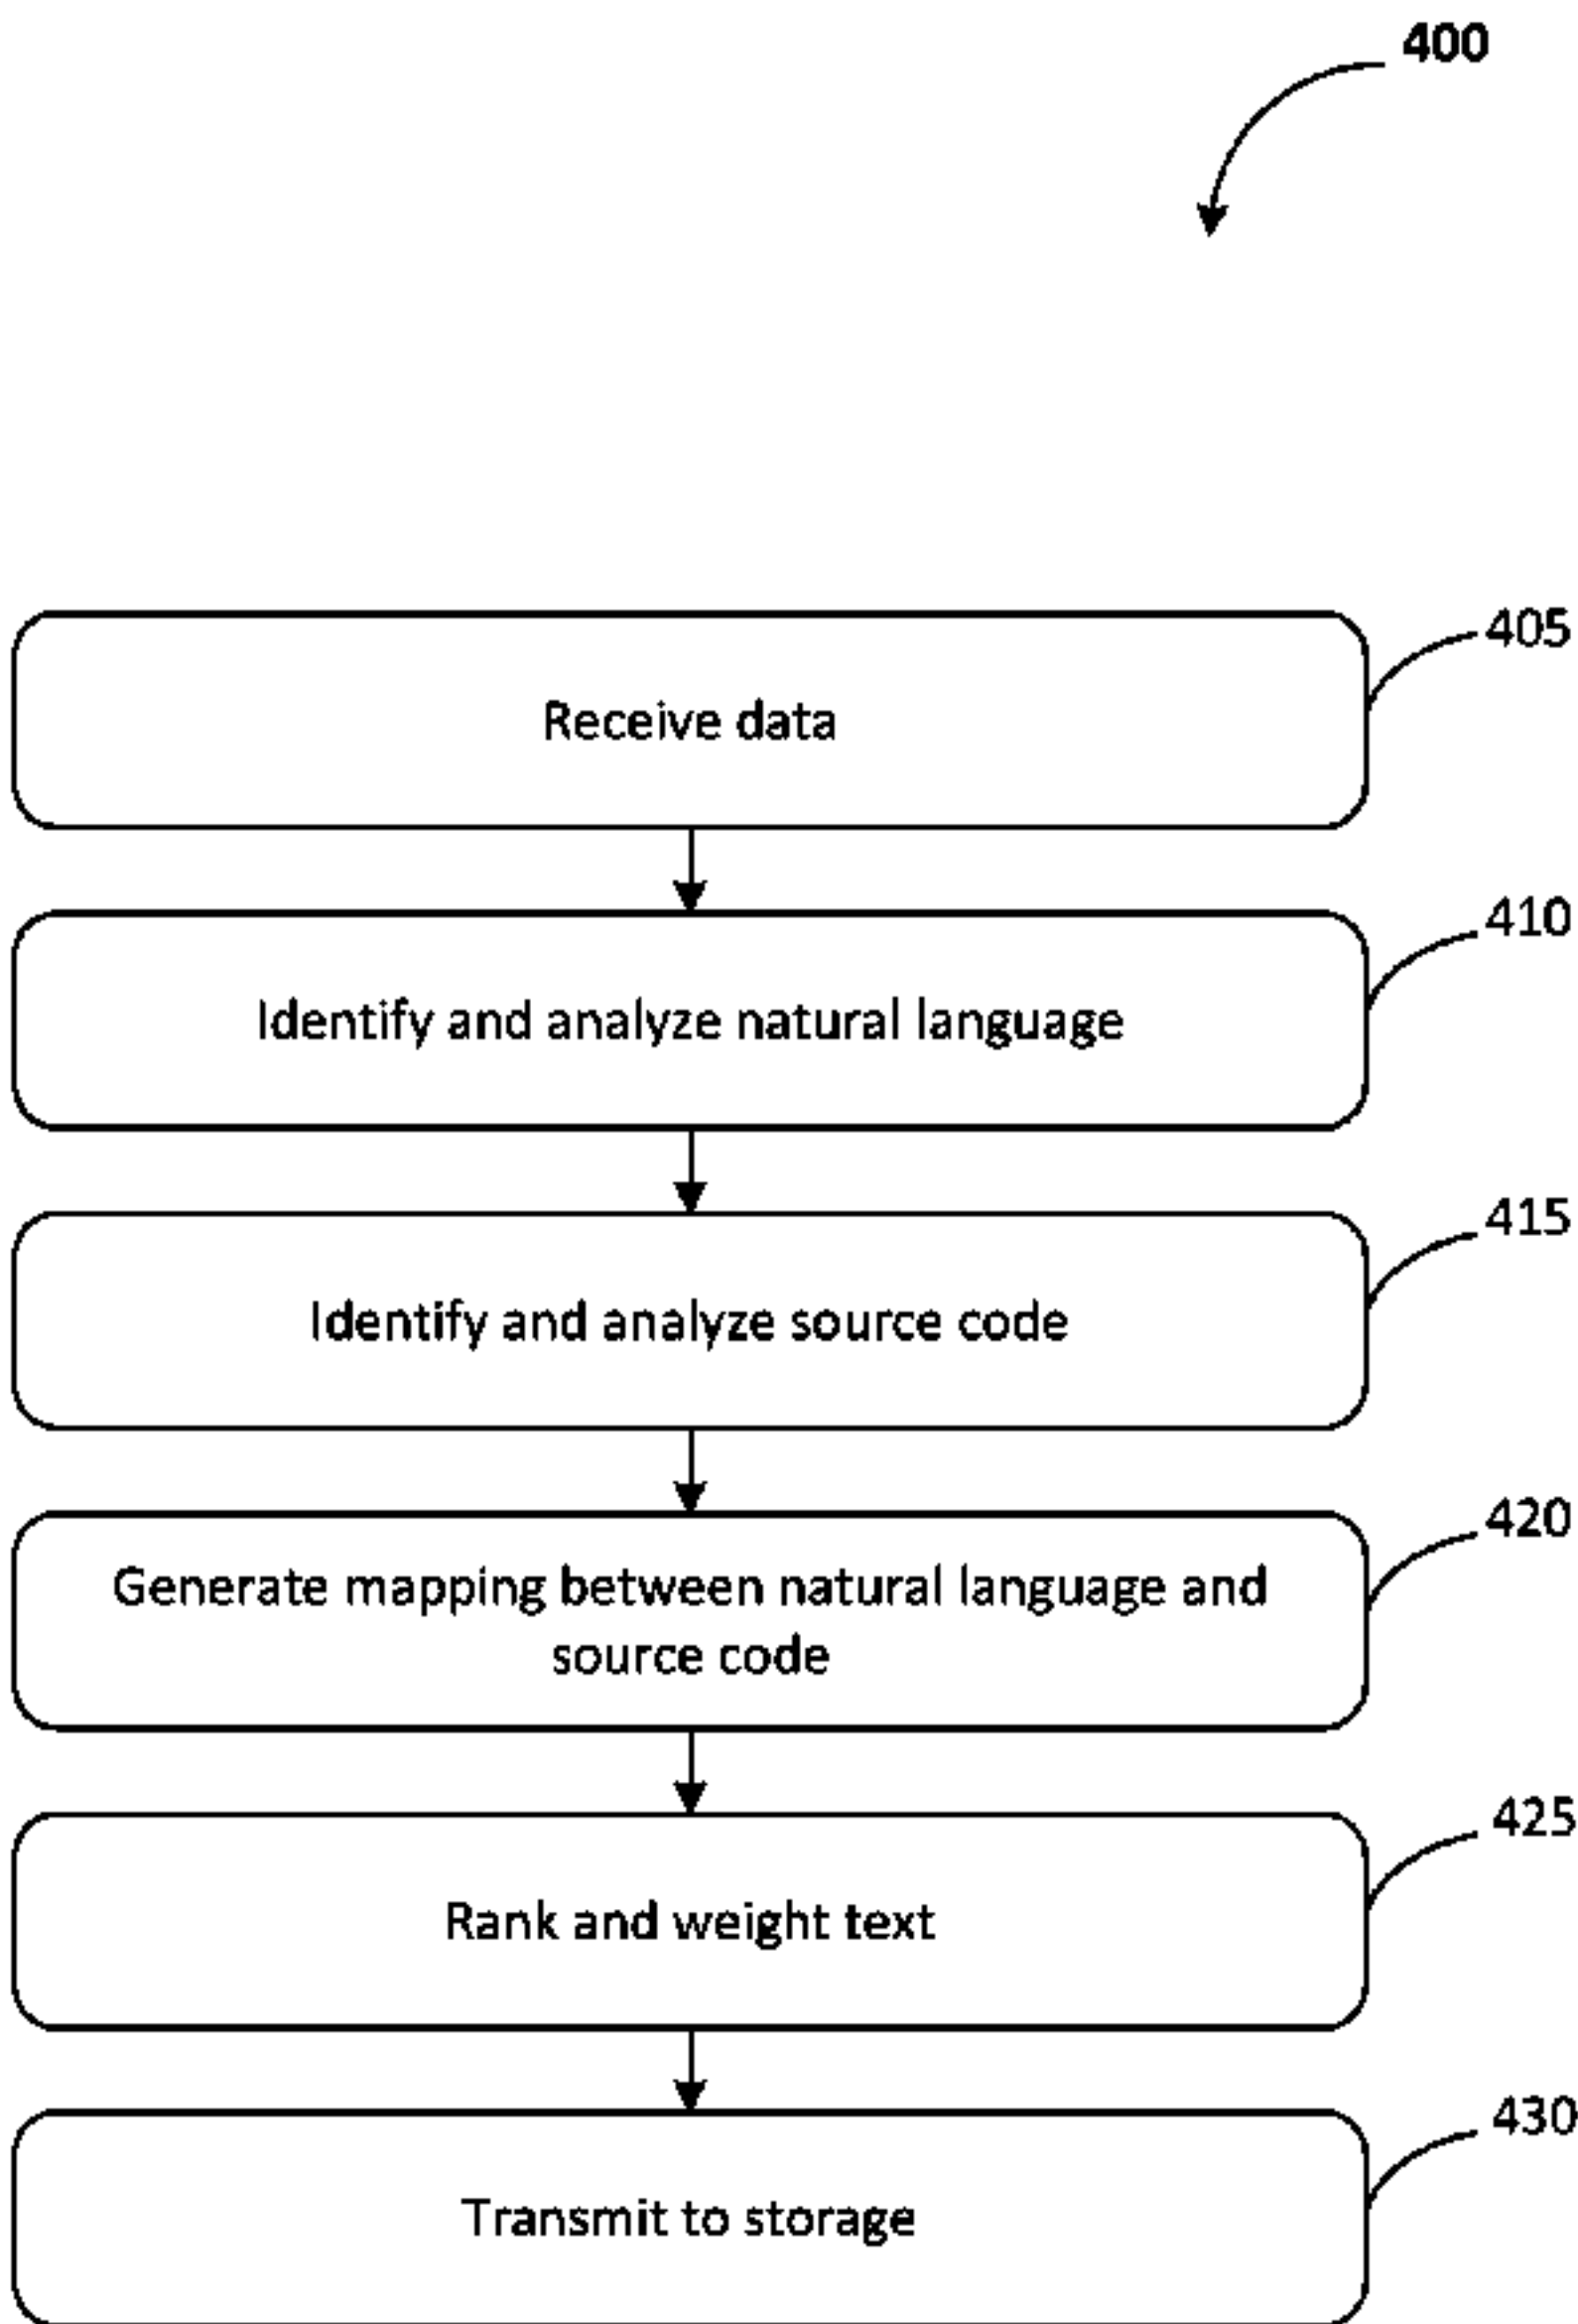 400
405
Receive data
410
Identify and analyze natural language
415
Identify and analyze source code
420
Generate mapping between natural language and
source code
425
Rank and weight text
430
Transmit to storage